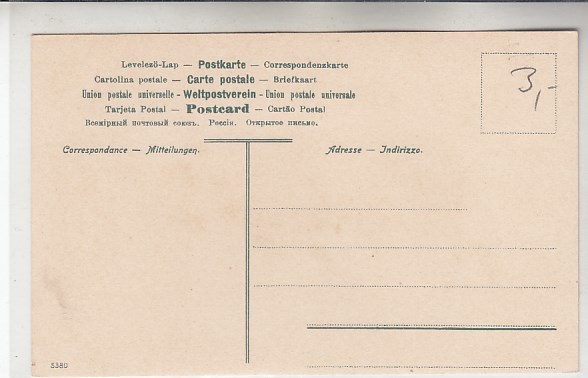 Levelező-Lap — Postkarte — Correspondenzkarte
Cartolina postale — Carte postale — Briefkaart
Union postale universelle - Weltpostverein - Union postale universale
Tarjeta Postal — Postcard — Cartão Postal
Всемірный почтовый союзъ. Россія. Открытое письмо.
3,-
Correspondance — Mitteilungen.
Adresse — Indirizzo.
5380